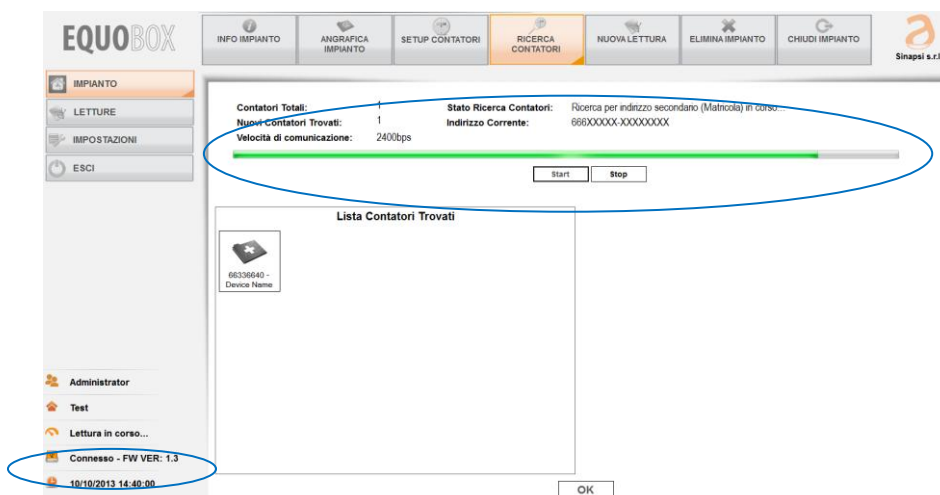 EQUOBOX
INFO IMPIANTO
ANGRAFICA IMPIANTO
SETUP CONTATORI
RICERCA CONTATORI
NUOVA LETTURA
ELIMINA IMPIANTO
CHIUDI IMPIANTO
Sinapsi s.r.l
IMPIANTO
LETTURE
IMPOSTAZIONI
ESCI
Contatori Totali: 1 Stato Ricerca Contatori: Ricerca per indirizzo secondario (Matricola) in corso
Nuovi Contatori Trovati: 1 Indirizzo Corrente: 666XXXXX-XXXXXXXX
Velocità di comunicazione: 2400bps
Start Stop
Lista Contatori Trovati
66336640 -
Device Name
Administrator
Test
Lettura in corso...
Connesso - FW VER: 1.3
10/10/2013 14:40:00
OK